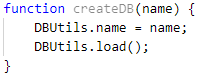 function createDB(name) {
    DBUtils.name = name;
    DBUtils.load();
}